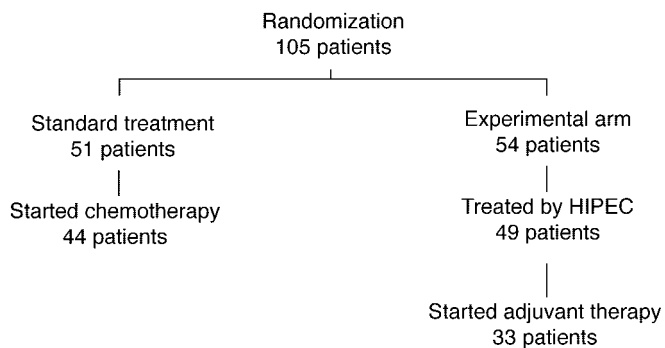 Randomization
105 patients
Standard treatment
51 patients
Experimental arm
54 patients
Started chemotherapy
44 patients
Treated by HIPEC
49 patients
Started adjuvant therapy
33 patients